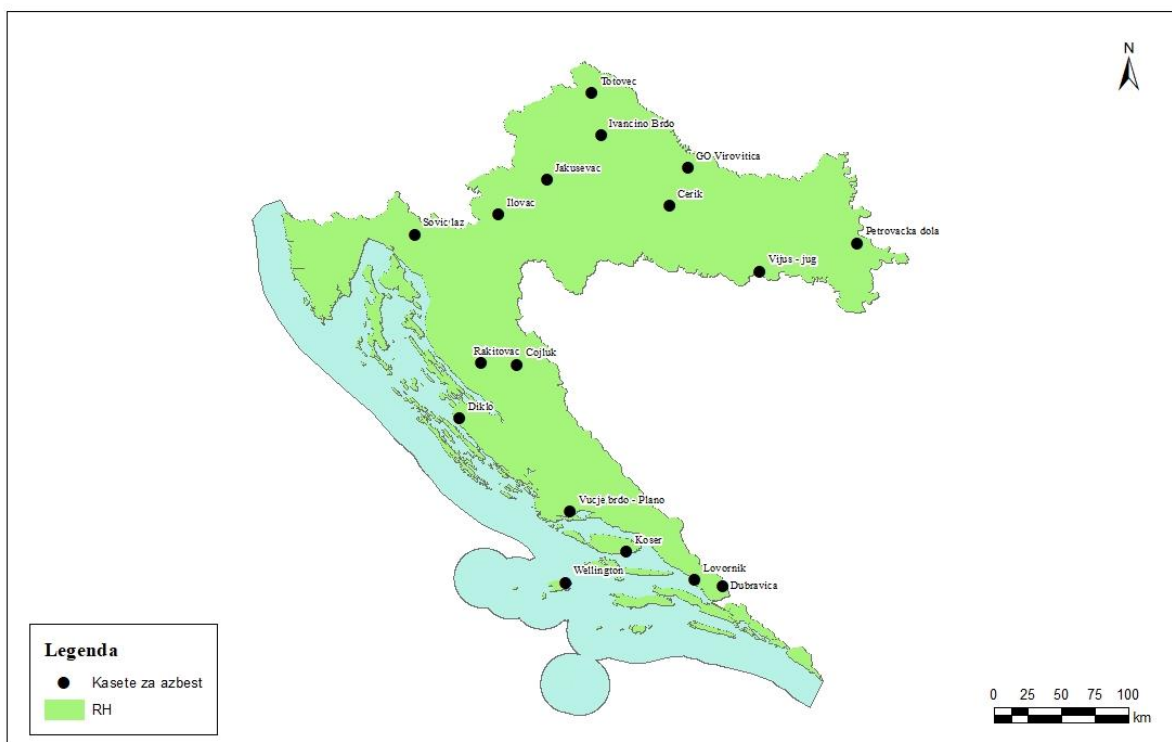 N
Totovec
Ivancino Brdo
GO Virovitica
Jakusevac
Cerik
Ilovac
Sovic laz
Petrovacka dola
Vijus - jug
Rakitovac
Cojluk
Diklo
Vucje brdo - Plano
Koser
Wellington
Lovornik
Dubravica
Legenda
Kasete za azbest
RH
0 25 50 75 100
km